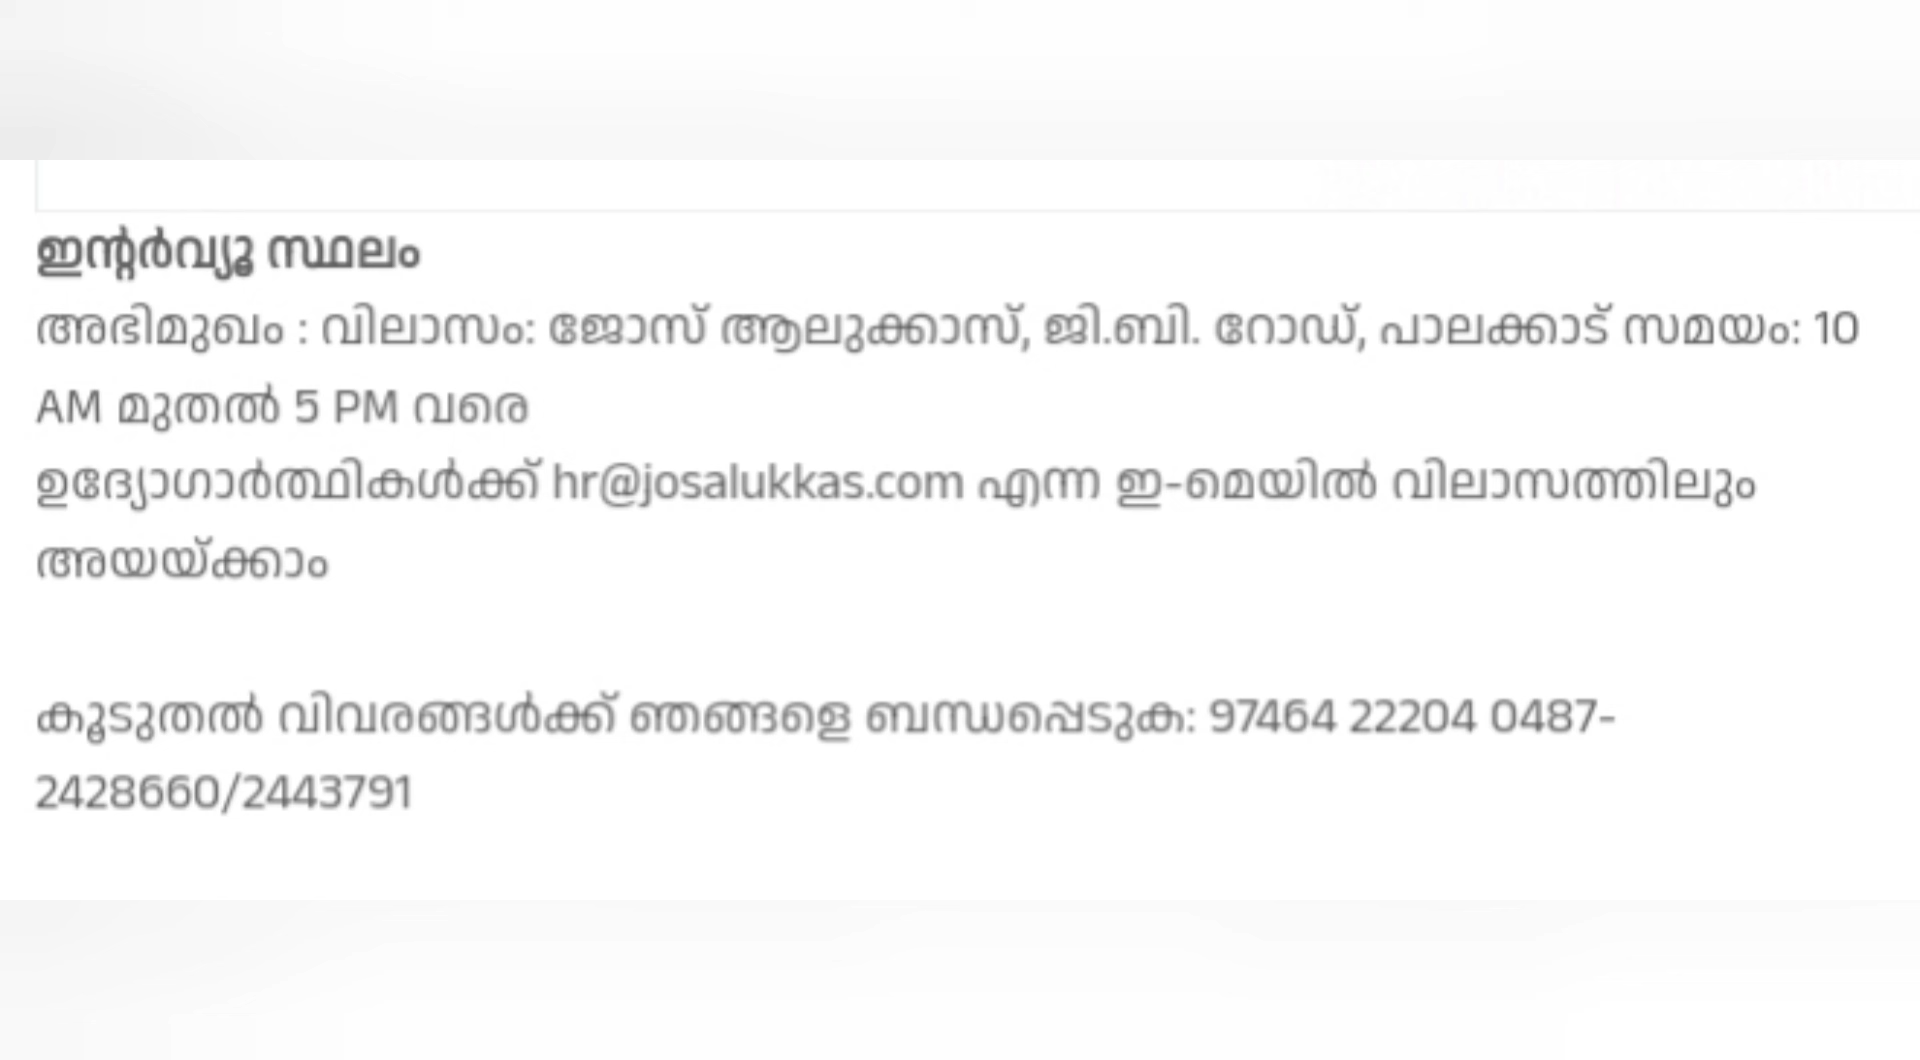 ഇന്റർവ്യൂ സ്ഥലം
അഭിമുഖം : വിലാസം: ജോസ് ആലുക്കാസ്, ജി.ബി. റോഡ്, പാലക്കാട് സമയം: 10
AM മുതൽ 5 PM വരെ
ഉദ്യോഗാർത്ഥികൾക്ക് hr@josalukkas.com എന്ന ഇ-മെയിൽ വിലാസത്തിലും
അയയ്ക്കാം
കൂടുതൽ വിവരങ്ങൾക്ക് ഞങ്ങളെ ബന്ധപ്പെടുക: 97464 22204 0487-
2428660/2443791